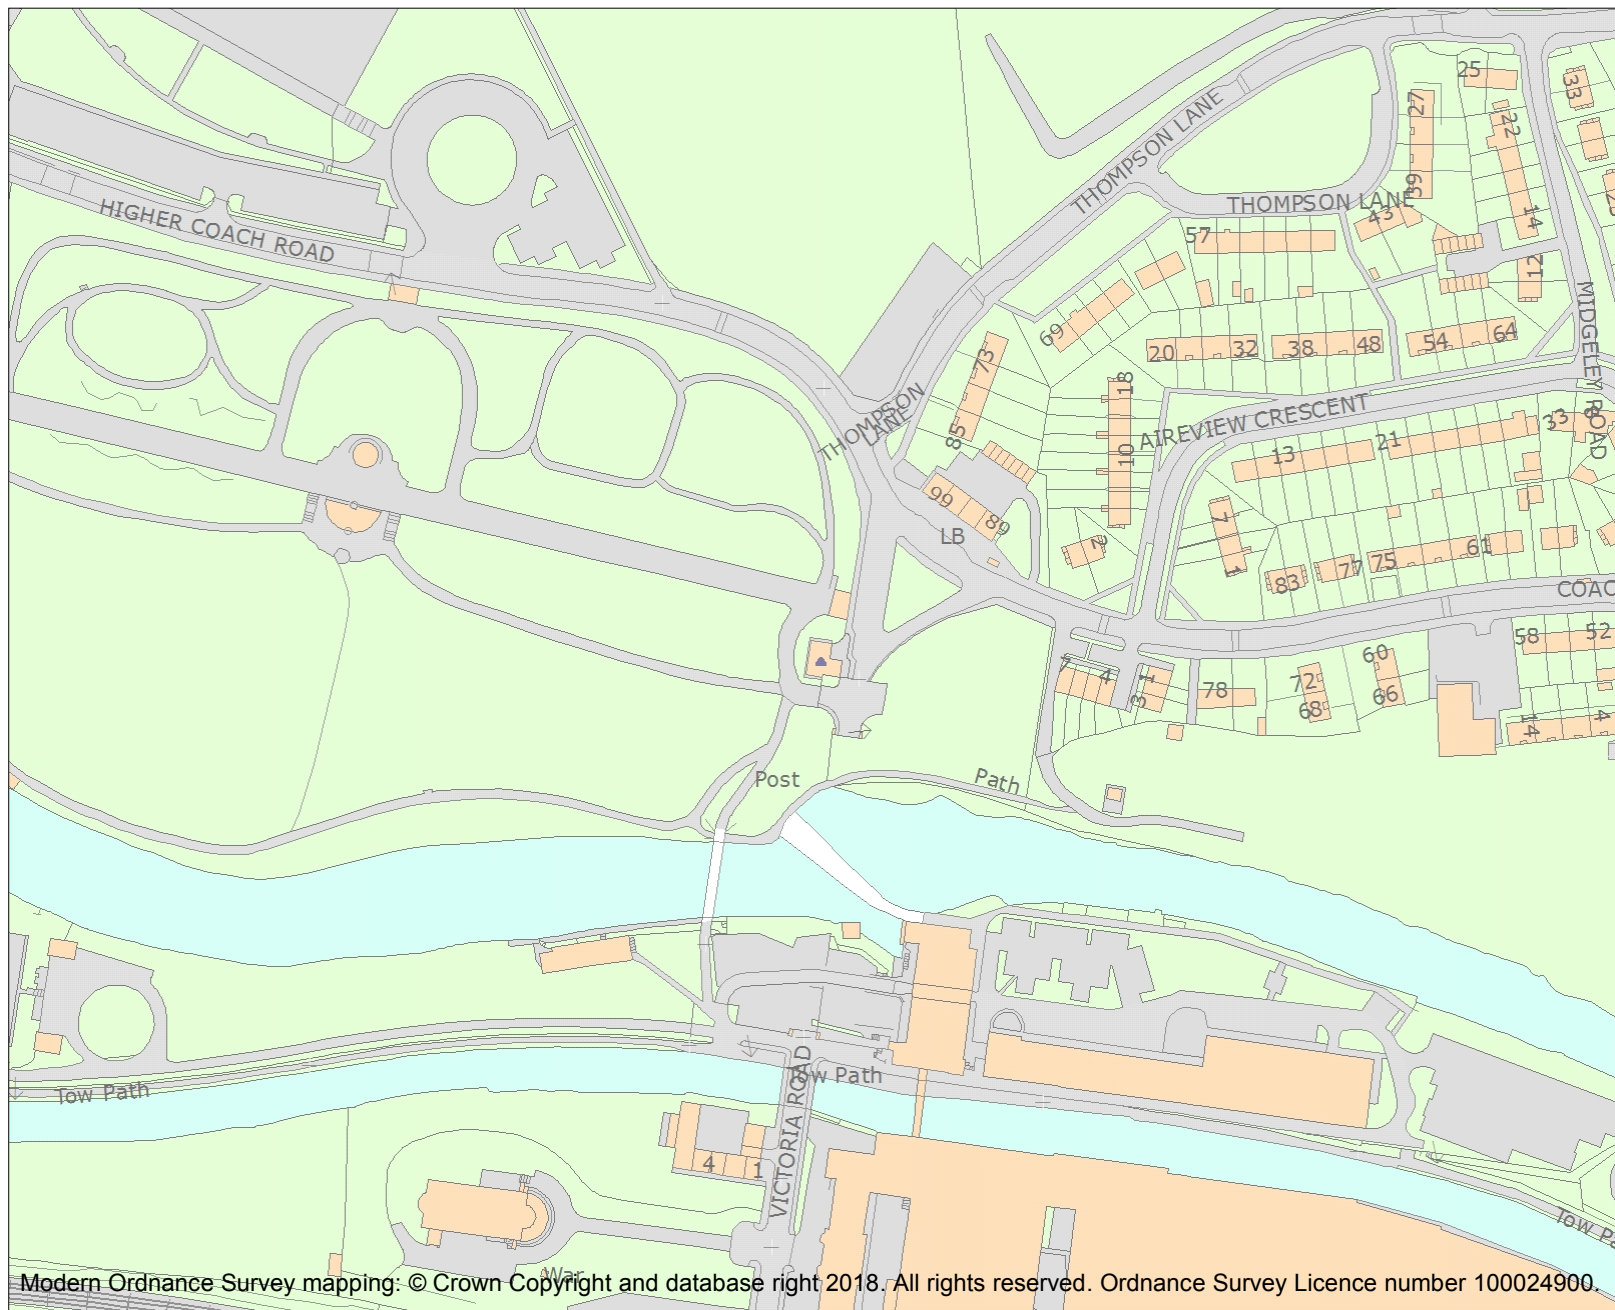 25
33
27
22
THOMPSON LANE
39
THOMPSON LANE
43
14
HIGHER COACH ROAD
57
12
MIDGELEY ROAD
69
73
20
32
38
48
54
64
18
THOMPSON
LANE
85
AIREVIEW CRESCENT
33
10
13
21
99
89
LB
7
2
1
83
77
75
61
COAC
58
52
7
4
1
3
78
72
68
60
66
14
4
Post
Path
Tow Path
Tow Path
VICTORIA ROAD
4
1
Tow Pa
War
Modern Ordnance Survey mapping: © Crown Copyright and database right 2018. All rights reserved. Ordnance Survey Licence number 100024900.